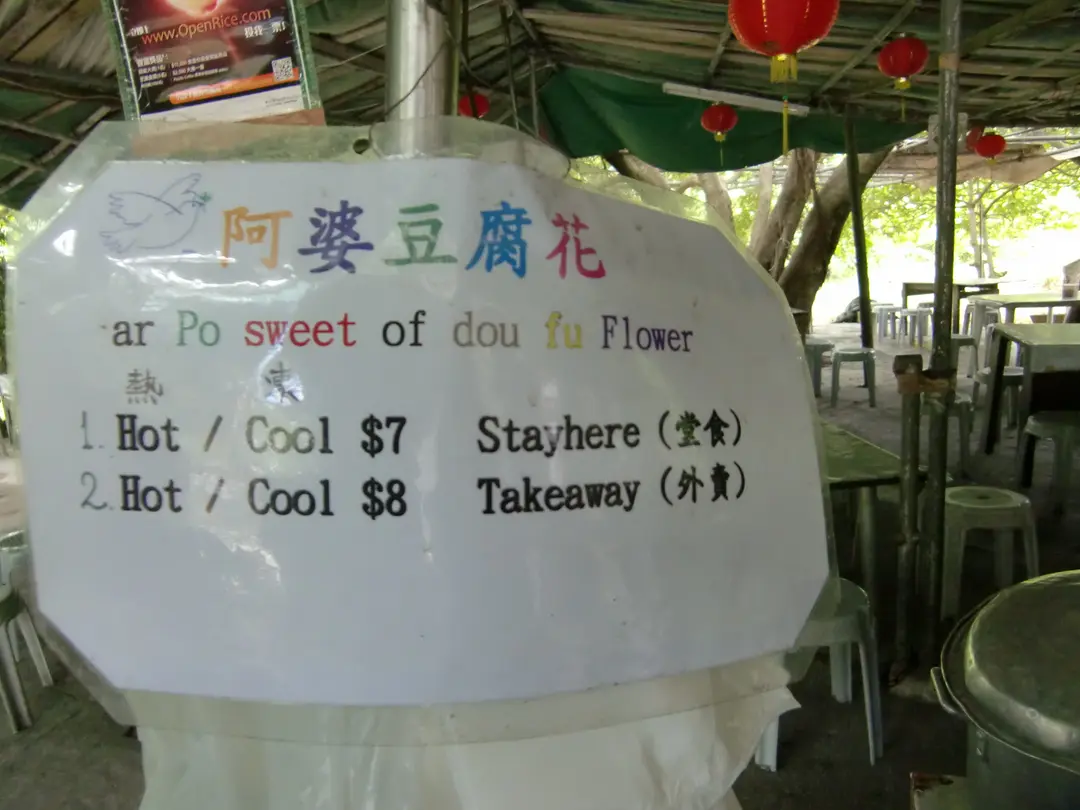 www.OpenRice.com
阿婆豆腐花
ar Po sweet of dou fu Flower
熱 凍
1. Hot / Cool $7 Stayhere (堂食)
2. Hot / Cool $8 Takeaway (外賣)